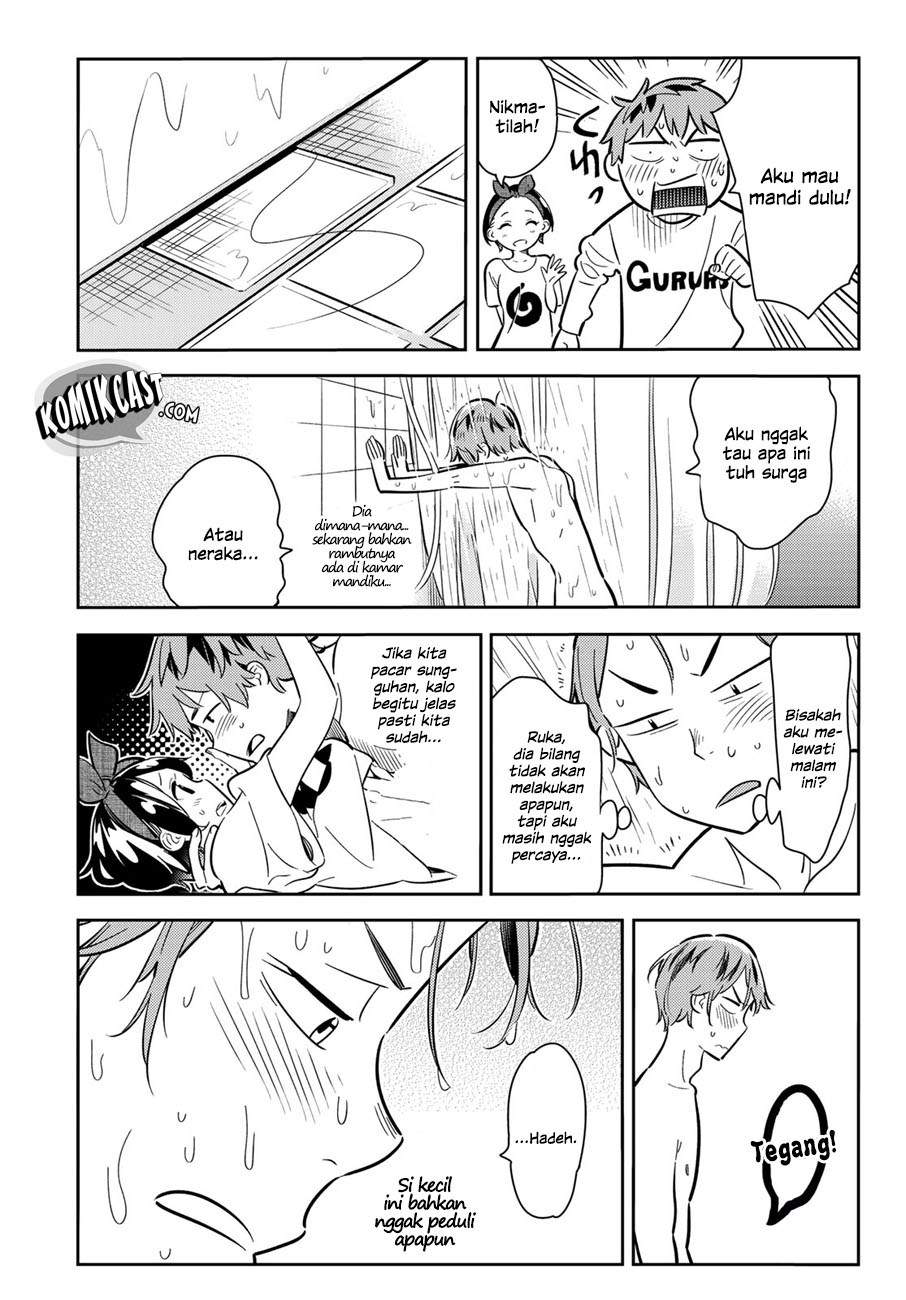 Aku mau
mandi dulu!
Nikma-
tilah!
GURURS
KOMIKCAST
.COM
Aku nggak
tau apa ini
tuh surga
Dia
dimana-mana...
sekarang bahkan
rambutnya
ada di kamar
mandiku...
Atau
neraka...
Bisakah
aku me-
lewati
malam
ini?
Ruka,
dia bilang
tidak akan
melakukan
apapun,
tapi aku
masih nggak
percaya...
Jika kita
pacar sung-
guhan, kalo
begitu jelas
pasti kita
sudah...
Tegang!
...Hadeh.
Si kecil
ini bahkan
nggak peduli
apapun